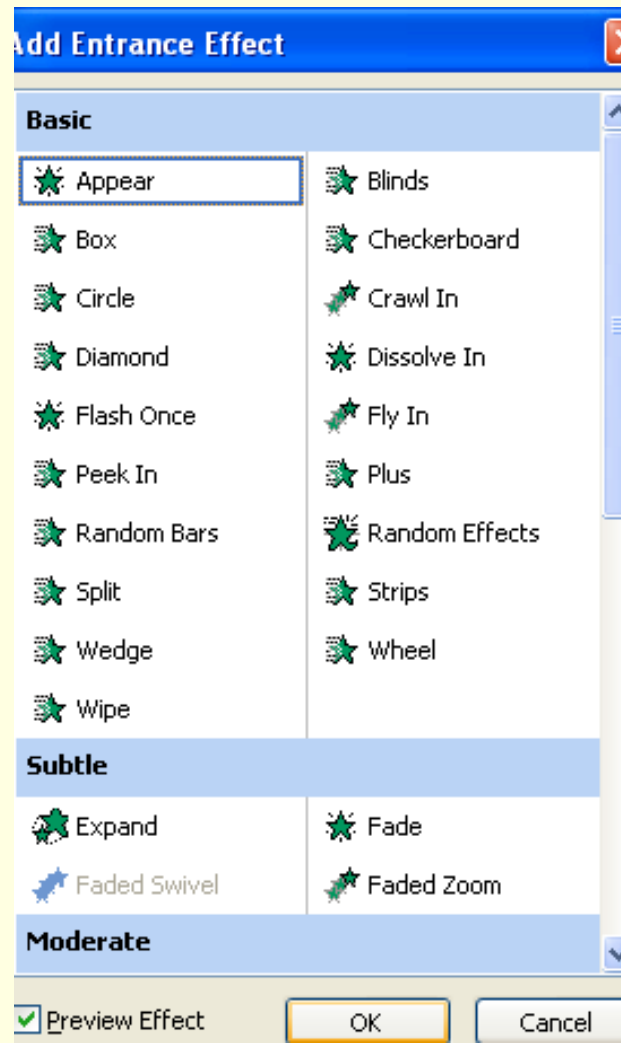 Add Entrance Effect
Basic
Appear Blinds
Box Checkerboard
Circle Crawl In
Diamond Dissolve In
Flash Once Fly In
Peek In Plus
Random Bars Random Effects
Split Strips
Wedge Wheel
Wipe
Subtle
Expand Fade
Faded Swivel Faded Zoom
Moderate
Preview Effect OK Cancel